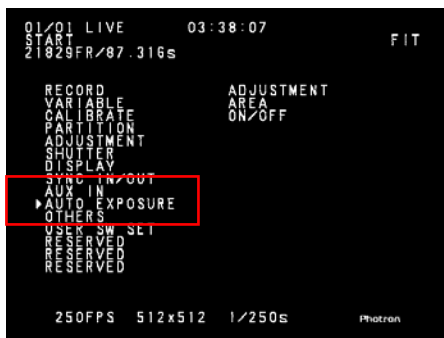 01/01 LIVE 03:38:07
START FIT
21829FR/87.316s
RECORD ADJUSTMENT
VARIABLE AREA
CALIBRATE ON/OFF
PARTITION
ADJUSTMENT
SHUTTER
DISPLAY
SYNC IN/OUT
AUX IN
▶AUTO EXPOSURE
OTHERS
USER SW SET
RESERVED
RESERVED
RESERVED
250FPS 512x512 1/250s Photron